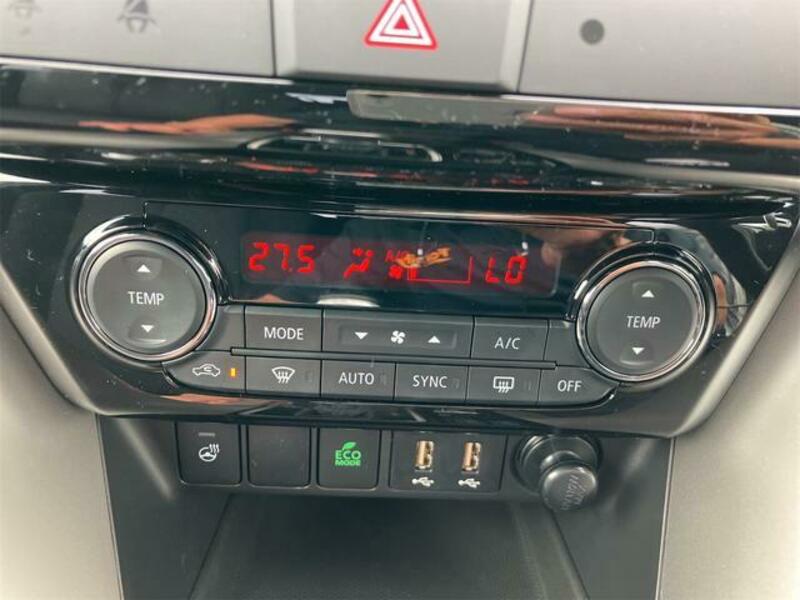 27.5 LO
TEMP
TEMP
MODE
A/C
AUTO
SYNC
OFF
ECO
MODE